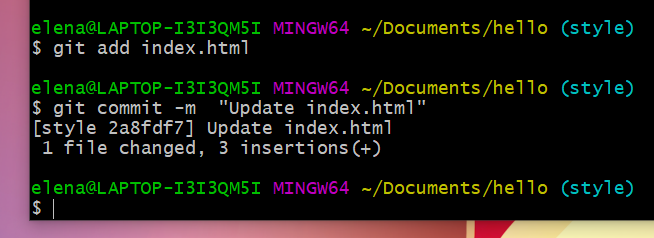 elena@LAPTOP-I3I3QM5I MINGW64 ~/Documents/hello (style)
$ git add index.html
elena@LAPTOP-I3I3QM5I MINGW64 ~/Documents/hello (style)
$ git commit -m  "Update index.html"
[style 2a8fdf7] Update index.html
 1 file changed, 3 insertions(+)
elena@LAPTOP-I3I3QM5I MINGW64 ~/Documents/hello (style)
$